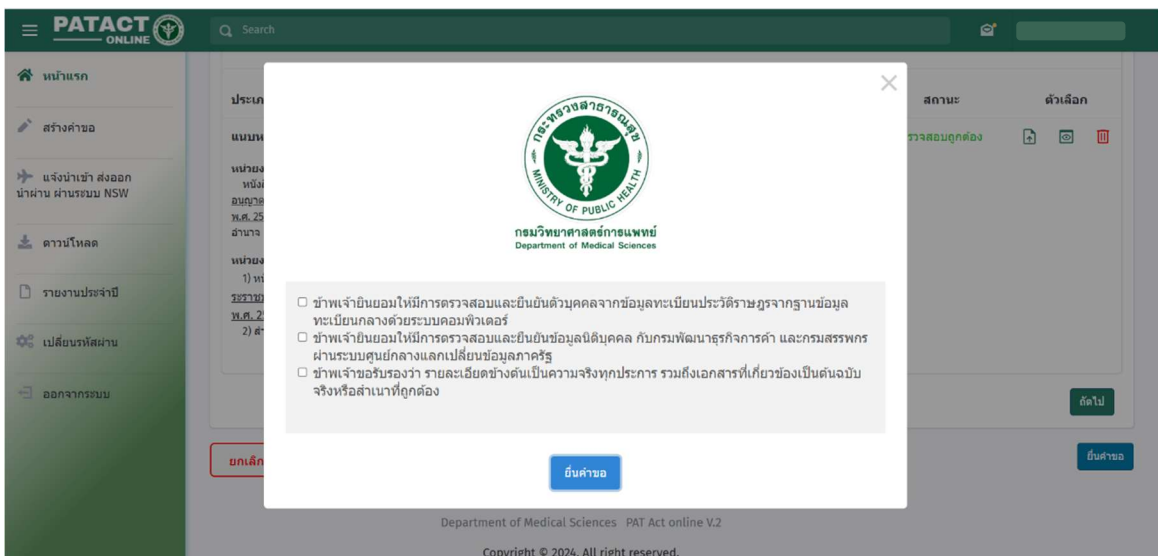 PATACT
ONLINE
Search
หน้าแรก
สร้างคำขอ
แจ้งนำเข้า ส่งออก
นำผ่าน ผ่านระบบ NSW
ดาวน์โหลด
รายงานประจำปี
เปลี่ยนรหัสผ่าน
ออกจากระบบ
สถานะ
ตัวเลือก
รวจสอบถูกต้อง
พ.ศ. 25
อำนาจ
กระทรวงสาธารณสุข
MINISTRY OF PUBLIC HEALTH
กรมวิทยาศาสตร์การแพทย์
Department of Medical Sciences
ข้าพเจ้ายินยอมให้มีการตรวจสอบและยืนยันตัวบุคคลจากข้อมูลทะเบียนประวัติราษฎรจากฐานข้อมูล
ทะเบียนกลางด้วยระบบคอมพิวเตอร์
ข้าพเจ้ายินยอมให้มีการตรวจสอบและยืนยันข้อมูลนิติบุคคล กับกรมพัฒนาธุรกิจการค้า และกรมสรรพกร
ผ่านระบบศูนย์กลางแลกเปลี่ยนข้อมูลภาครัฐ
ข้าพเจ้าขอรับรองว่า รายละเอียดข้างต้นเป็นความจริงทุกประการ รวมถึงเอกสารที่เกี่ยวข้องเป็นต้นฉบับ
จริงหรือสำเนาที่ถูกต้อง
ยื่นคำขอ
ถัดไป
ยกเลิก
ยื่นคำขอ
Department of Medical Sciences PAT Act online V.2
Copyright © 2024. All right reserved.